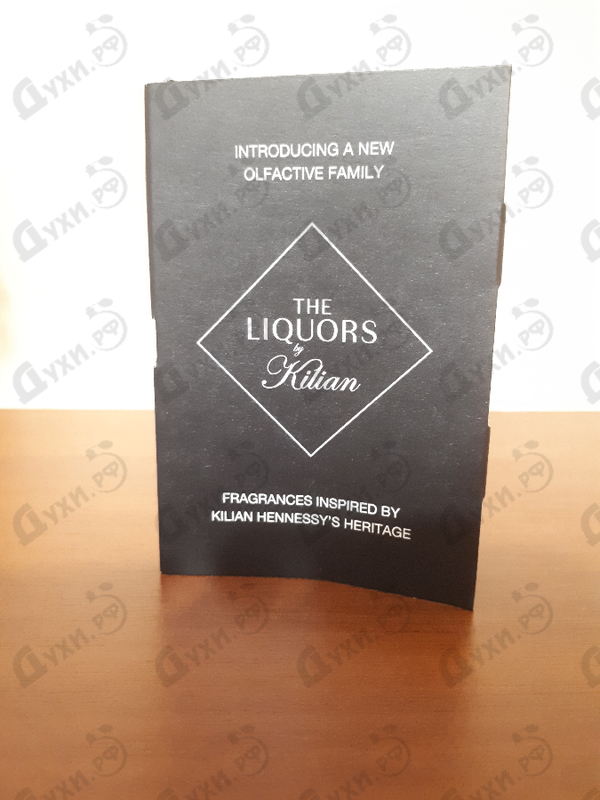 INTRODUCING A NEW
OLFACTIVE FAMILY
THE
LIQUORS
by
Kilian
FRAGRANCES INSPIRED BY
KILIAN HENNESSY'S HERITAGE
Духи.РФ